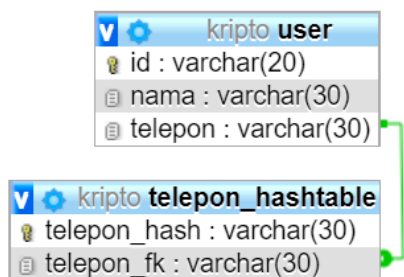 v kripto user
id : varchar(20)
nama : varchar(30)
telepon : varchar(30)
v kripto telepon_hashtable
telepon_hash : varchar(30)
telepon_fk : varchar(30)